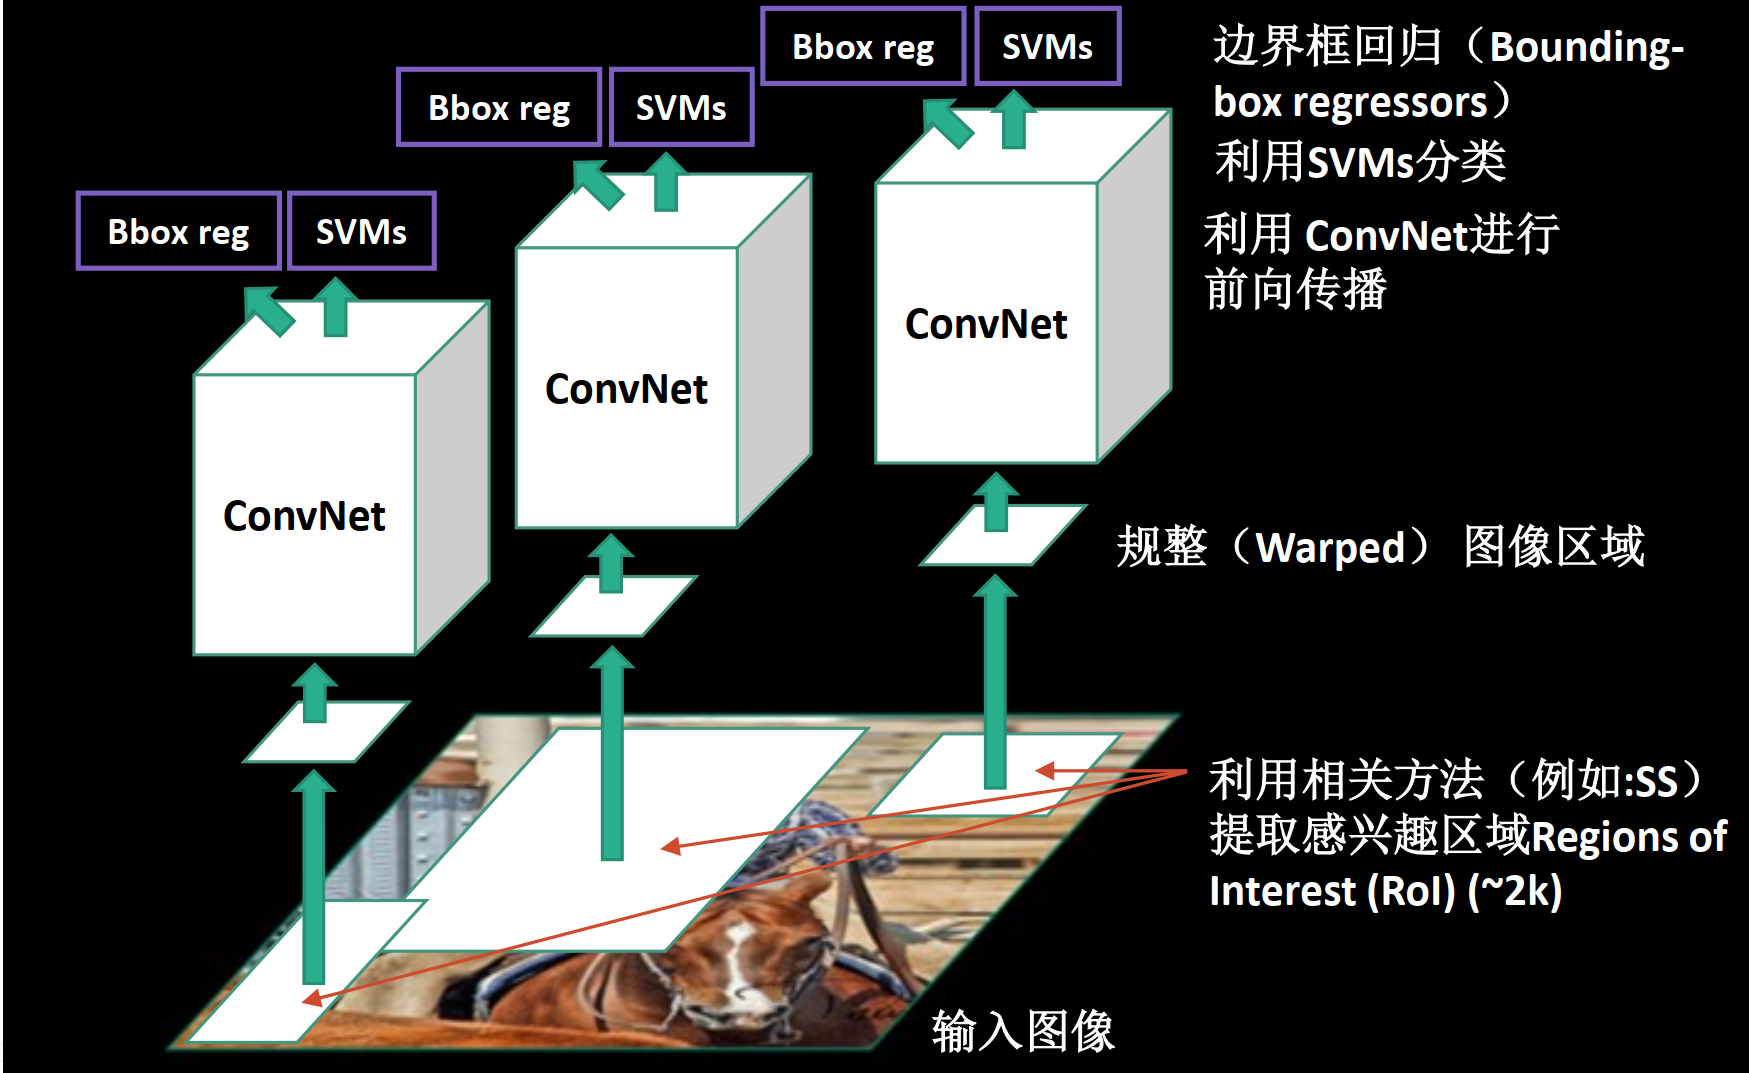 Bbox reg
SVMs
边界框回归（Bounding-
box regressors）
利用SVMs分类
Bbox reg
SVMs
Bbox reg
SVMs
利用 ConvNet进行
前向传播
ConvNet
ConvNet
ConvNet
规整（Warped） 图像区域
利用相关方法（例如:SS）
提取感兴趣区域Regions of
Interest (RoI) (~2k)
输入图像